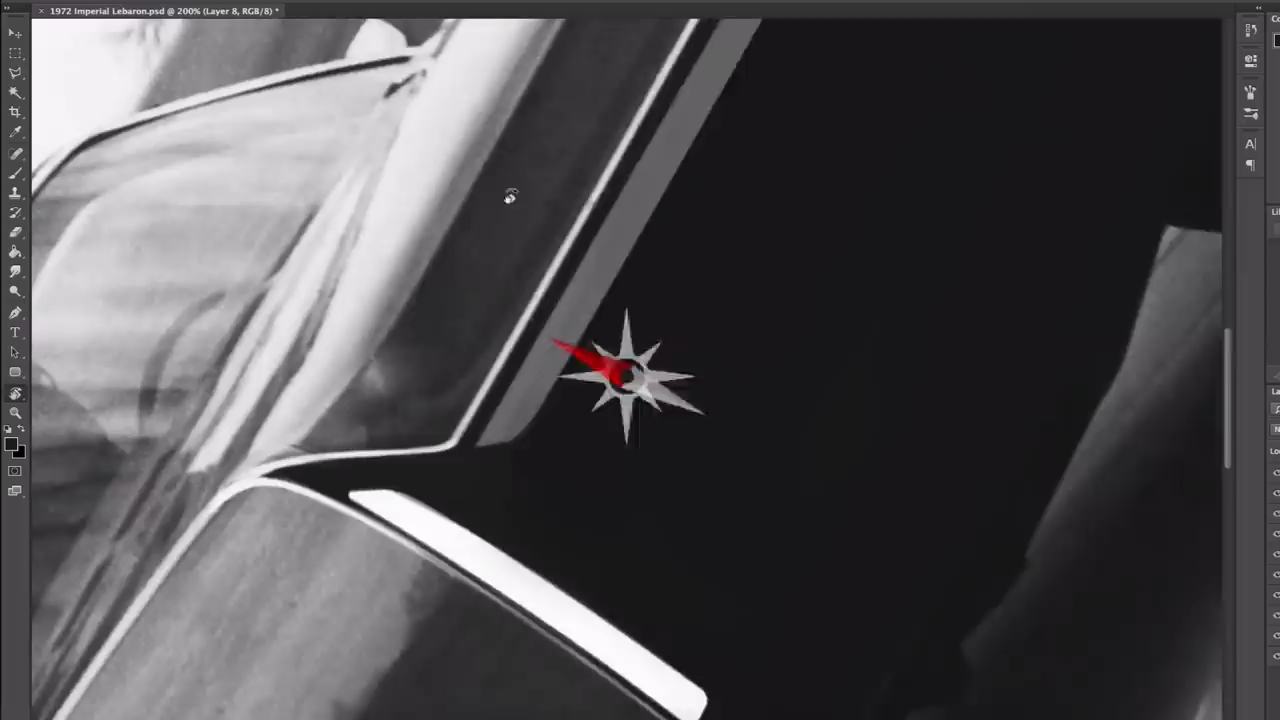 × 1972 Imperial Lebaron.psd @ 200% (Layer 8, RGB/8) *